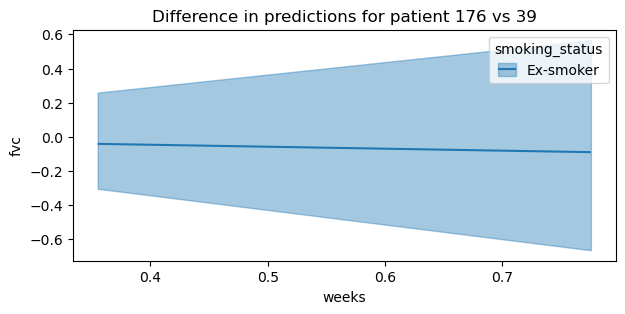 Difference in predictions for patient 176 vs 39
smoking_status
Ex-smoker
fvc
0.6
0.4
0.2
0.0
−0.2
−0.4
−0.6
0.4
0.5
0.6
0.7
weeks